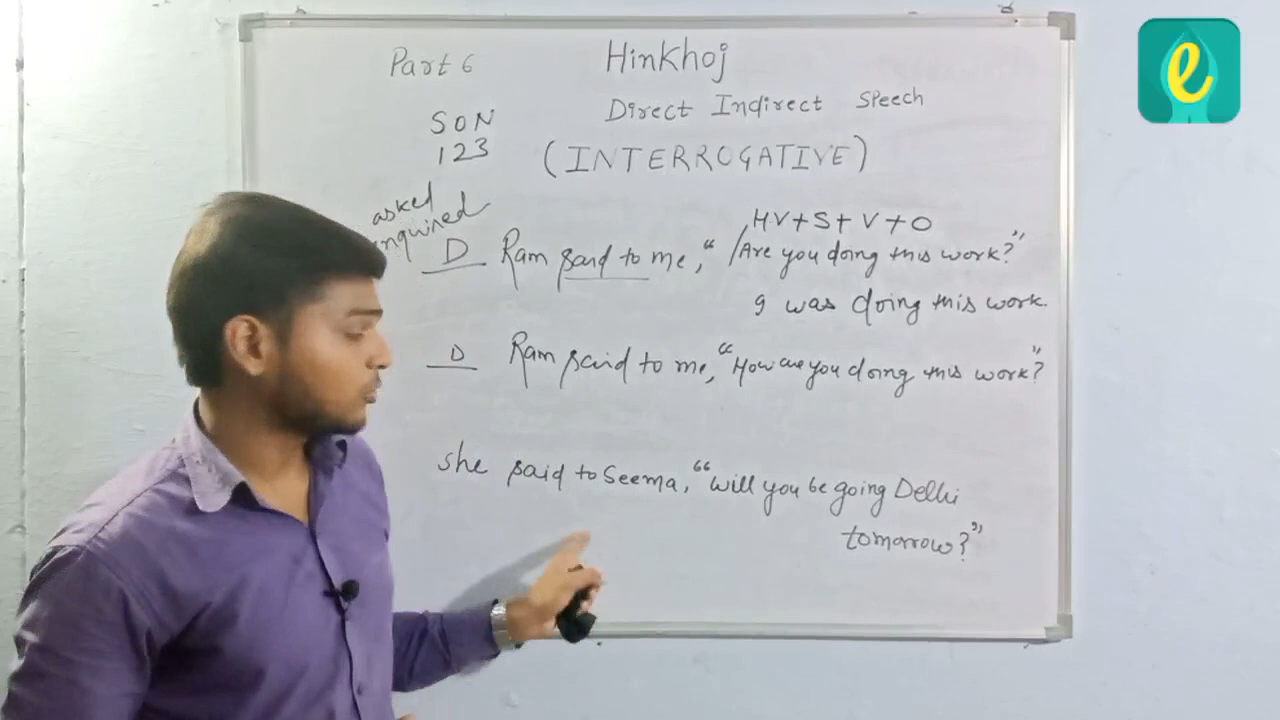 Part 6
Hinkhoj
Direct Indirect Speech
SON
123
(INTERROGATIVE)
asked
enquired
HV+S+V+O
D Ram said to me, "/Are you doing this work?"
I was doing this work.
D Ram said to me, "How are you doing this work?"
She said to Seema, "Will you be going Delhi
tomorrow?"
e